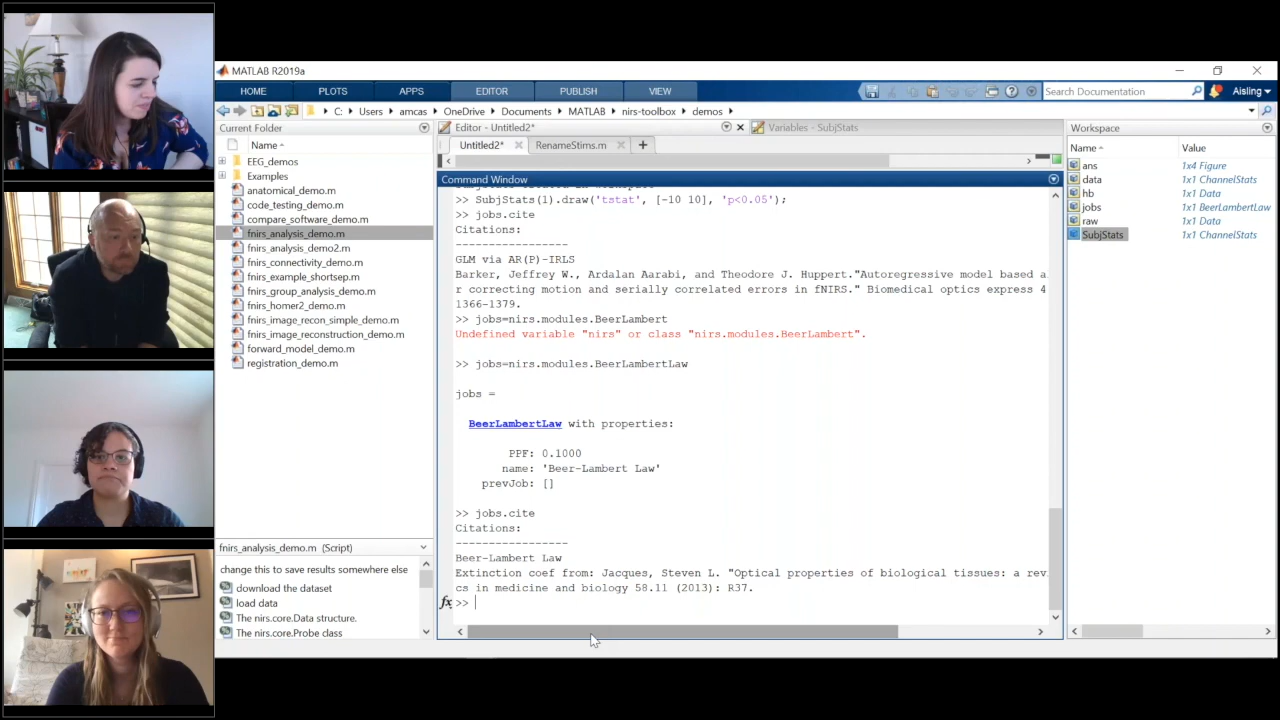 MATLAB R2019a
HOME PLOTS APPS EDITOR PUBLISH VIEW Search Documentation Aisling
C: Users amcas OneDrive Documents MATLAB nirs-toolbox demos
Current Folder
Name
EEG_demos
Examples
anatomical_demo.m
code_testing_demo.m
compare_software_demo.m
fnirs_analysis_demo.m
fnirs_analysis_demo2.m
fnirs_connectivity_demo.m
fnirs_example_shortsep.m
fnirs_group_analysis_demo.m
fnirs_homer2_demo.m
fnirs_image_recon_simple_demo.m
fnirs_image_reconstruction_demo.m
forward_model_demo.m
registration_demo.m
fnirs_analysis_demo.m (Script)
change this to save results somewhere else
download the dataset
load data
The nirs.core.Data structure.
The nirs.core.Probe class
Editor - Untitled2*
Variables - SubjStats
Untitled2*
RenameStims.m
Command Window
>> SubjStats(1).draw('tstat', [-10 10], 'p<0.05');
>> jobs.cite
Citations:
-----------------
GLM via AR(P)-IRLS
Barker, Jeffrey W., Ardalan Aarabi, and Theodore J. Huppert."Autoregressive model based a
r correcting motion and serially correlated errors in fNIRS." Biomedical optics express 4
1366-1379.
>> jobs=nirs.modules.BeerLambert
Undefined variable "nirs" or class "nirs.modules.BeerLambert".
>> jobs=nirs.modules.BeerLambertLaw
jobs =
BeerLambertLaw with properties:
PPF: 0.1000
name: 'Beer-Lambert Law'
prevJob: []
>> jobs.cite
Citations:
-----------------
Beer-Lambert Law
Extinction coef from: Jacques, Steven L. "Optical properties of biological tissues: a rev
cs in medicine and biology 58.11 (2013): R37.
fx >>
Workspace
Name Value
ans 1x4 Figure
data 1x1 ChannelStats
hb 1x1 Data
jobs 1x1 BeerLambertLaw
raw 1x1 Data
SubjStats 1x1 ChannelStats